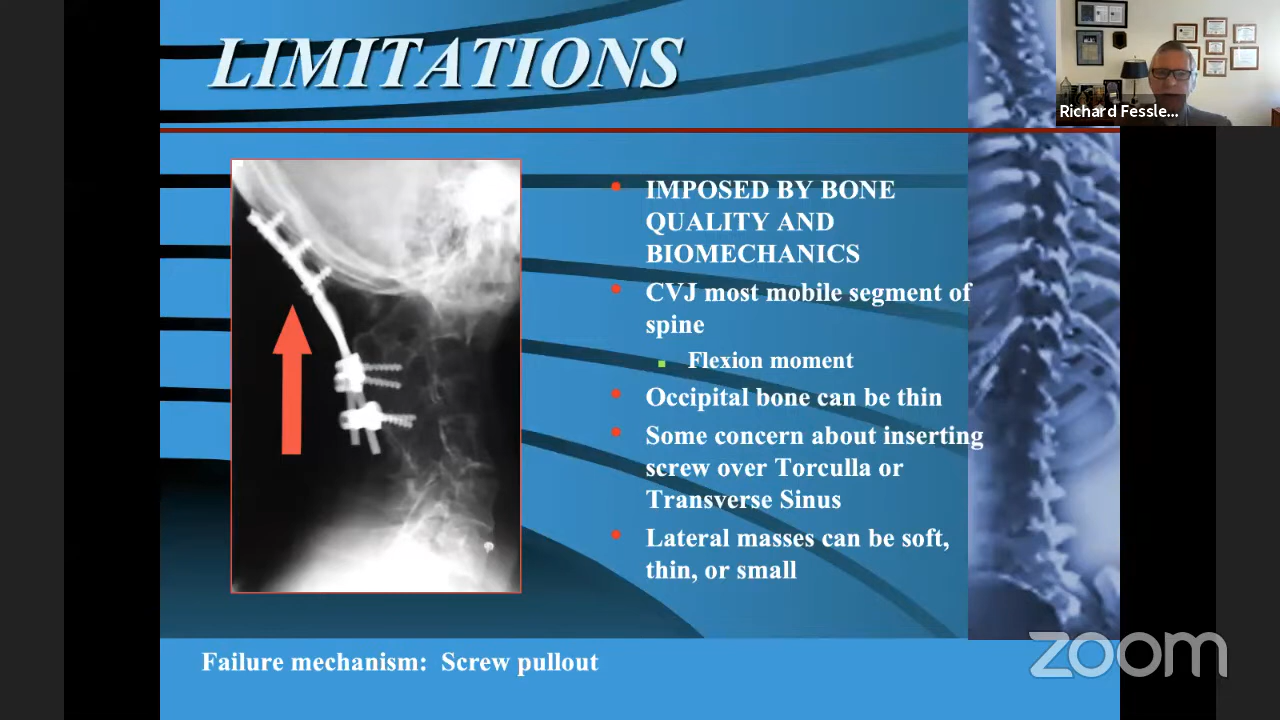 LIMITATIONS
Richard Fessle...
IMPOSED BY BONE
QUALITY AND
BIOMECHANICS
CVJ most mobile segment of
spine
Flexion moment
Occipital bone can be thin
Some concern about inserting
screw over Torculla or
Transverse Sinus
Lateral masses can be soft,
thin, or small
Failure mechanism: Screw pullout
zoom